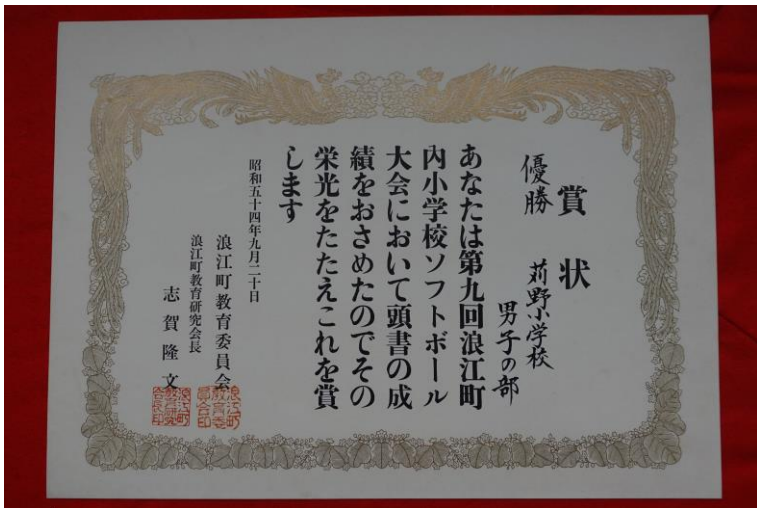 賞状
優勝 苅野小学校
男子の部
あなたは第九回浪江町
内小学校ソフトボール
大会において頭書の成
績をおさめたのでその
栄光をたたえこれを賞
します
昭和五十四年九月二十日
浪江町教育委員会
浪江町教育研究会長
志賀隆文